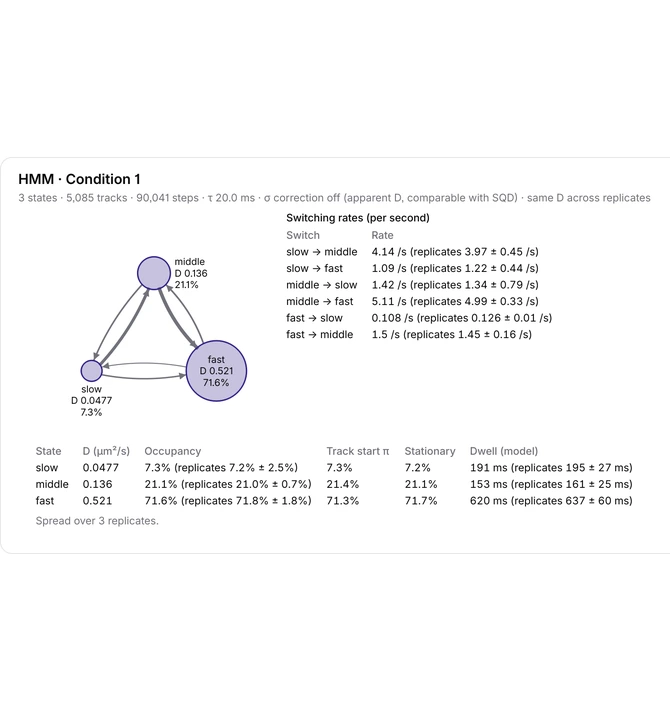 HMM · Condition 1
3 states · 5,085 tracks · 90,041 steps · τ 20.0 ms · σ correction off (apparent D, comparable with SQD) · same D across replicates
Switching rates (per second)
Switch Rate
slow → middle 4.14 /s (replicates 3.97 ± 0.45 /s)
slow → fast 1.09 /s (replicates 1.22 ± 0.44 /s)
middle → slow 1.42 /s (replicates 1.34 ± 0.79 /s)
middle → fast 5.11 /s (replicates 4.99 ± 0.33 /s)
fast → slow 0.108 /s (replicates 0.126 ± 0.01 /s)
fast → middle 1.5 /s (replicates 1.45 ± 0.16 /s)
middle
D 0.136
21.1%
fast
D 0.521
71.6%
slow
D 0.0477
7.3%
State D (μm²/s) Occupancy Track start π Stationary Dwell (model)
slow 0.0477 7.3% (replicates 7.2% ± 2.5%) 7.3% 7.2% 191 ms (replicates 195 ± 27 ms)
middle 0.136 21.1% (replicates 21.0% ± 0.7%) 21.4% 21.1% 153 ms (replicates 161 ± 25 ms)
fast 0.521 71.6% (replicates 71.8% ± 1.8%) 71.3% 71.7% 620 ms (replicates 637 ± 60 ms)
Spread over 3 replicates.